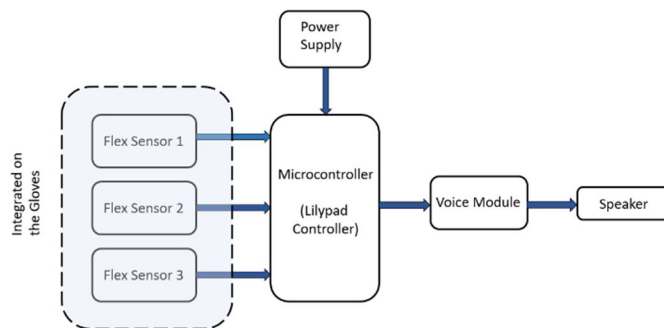 Power
Supply
Integrated on
the Gloves
Flex Sensor 1
Flex Sensor 2
Flex Sensor 3
Microcontroller
(Lilypad
Controller)
Voice Module
Speaker